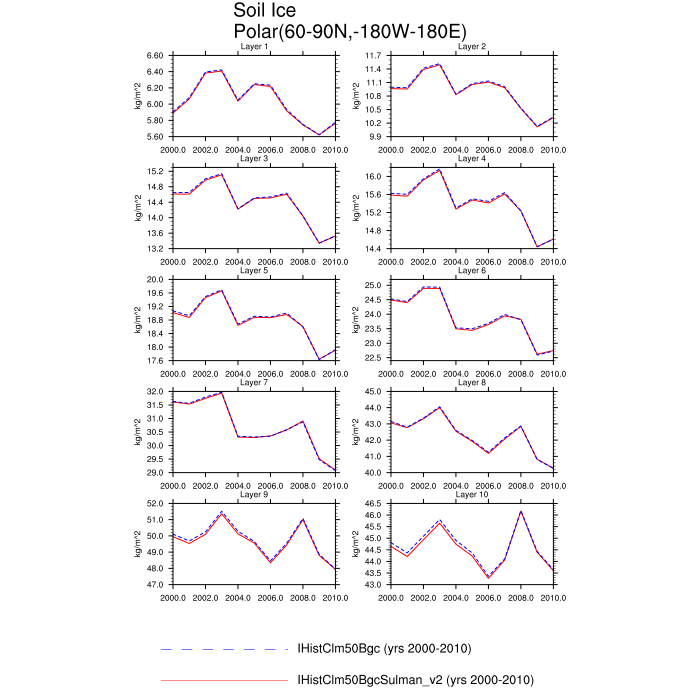 Soil Ice
Polar(60-90N,-180W-180E)
Layer 1
6.60
6.40
6.20
6.00
5.80
5.60
kg/m^2
2000.0 2002.0 2004.0 2006.0 2008.0 2010.0
Layer 2
11.7
11.4
11.1
10.8
10.5
10.2
9.9
kg/m^2
2000.0 2002.0 2004.0 2006.0 2008.0 2010.0
Layer 3
15.2
14.8
14.4
14.0
13.6
13.2
kg/m^2
2000.0 2002.0 2004.0 2006.0 2008.0 2010.0
Layer 4
16.0
15.6
15.2
14.8
14.4
kg/m^2
2000.0 2002.0 2004.0 2006.0 2008.0 2010.0
Layer 5
20.0
19.6
19.2
18.8
18.4
18.0
17.6
kg/m^2
2000.0 2002.0 2004.0 2006.0 2008.0 2010.0
Layer 6
25.0
24.5
24.0
23.5
23.0
22.5
kg/m^2
2000.0 2002.0 2004.0 2006.0 2008.0 2010.0
Layer 7
32.0
31.5
31.0
30.5
30.0
29.5
29.0
kg/m^2
2000.0 2002.0 2004.0 2006.0 2008.0 2010.0
Layer 8
45.0
44.0
43.0
42.0
41.0
40.0
kg/m^2
2000.0 2002.0 2004.0 2006.0 2008.0 2010.0
Layer 9
52.0
51.0
50.0
49.0
48.0
47.0
kg/m^2
2000.0 2002.0 2004.0 2006.0 2008.0 2010.0
Layer 10
46.5
46.0
45.5
45.0
44.5
44.0
43.5
43.0
kg/m^2
2000.0 2002.0 2004.0 2006.0 2008.0 2010.0
IHistClm50Bgc (yrs 2000-2010)
IHistClm50BgcSulman_v2 (yrs 2000-2010)